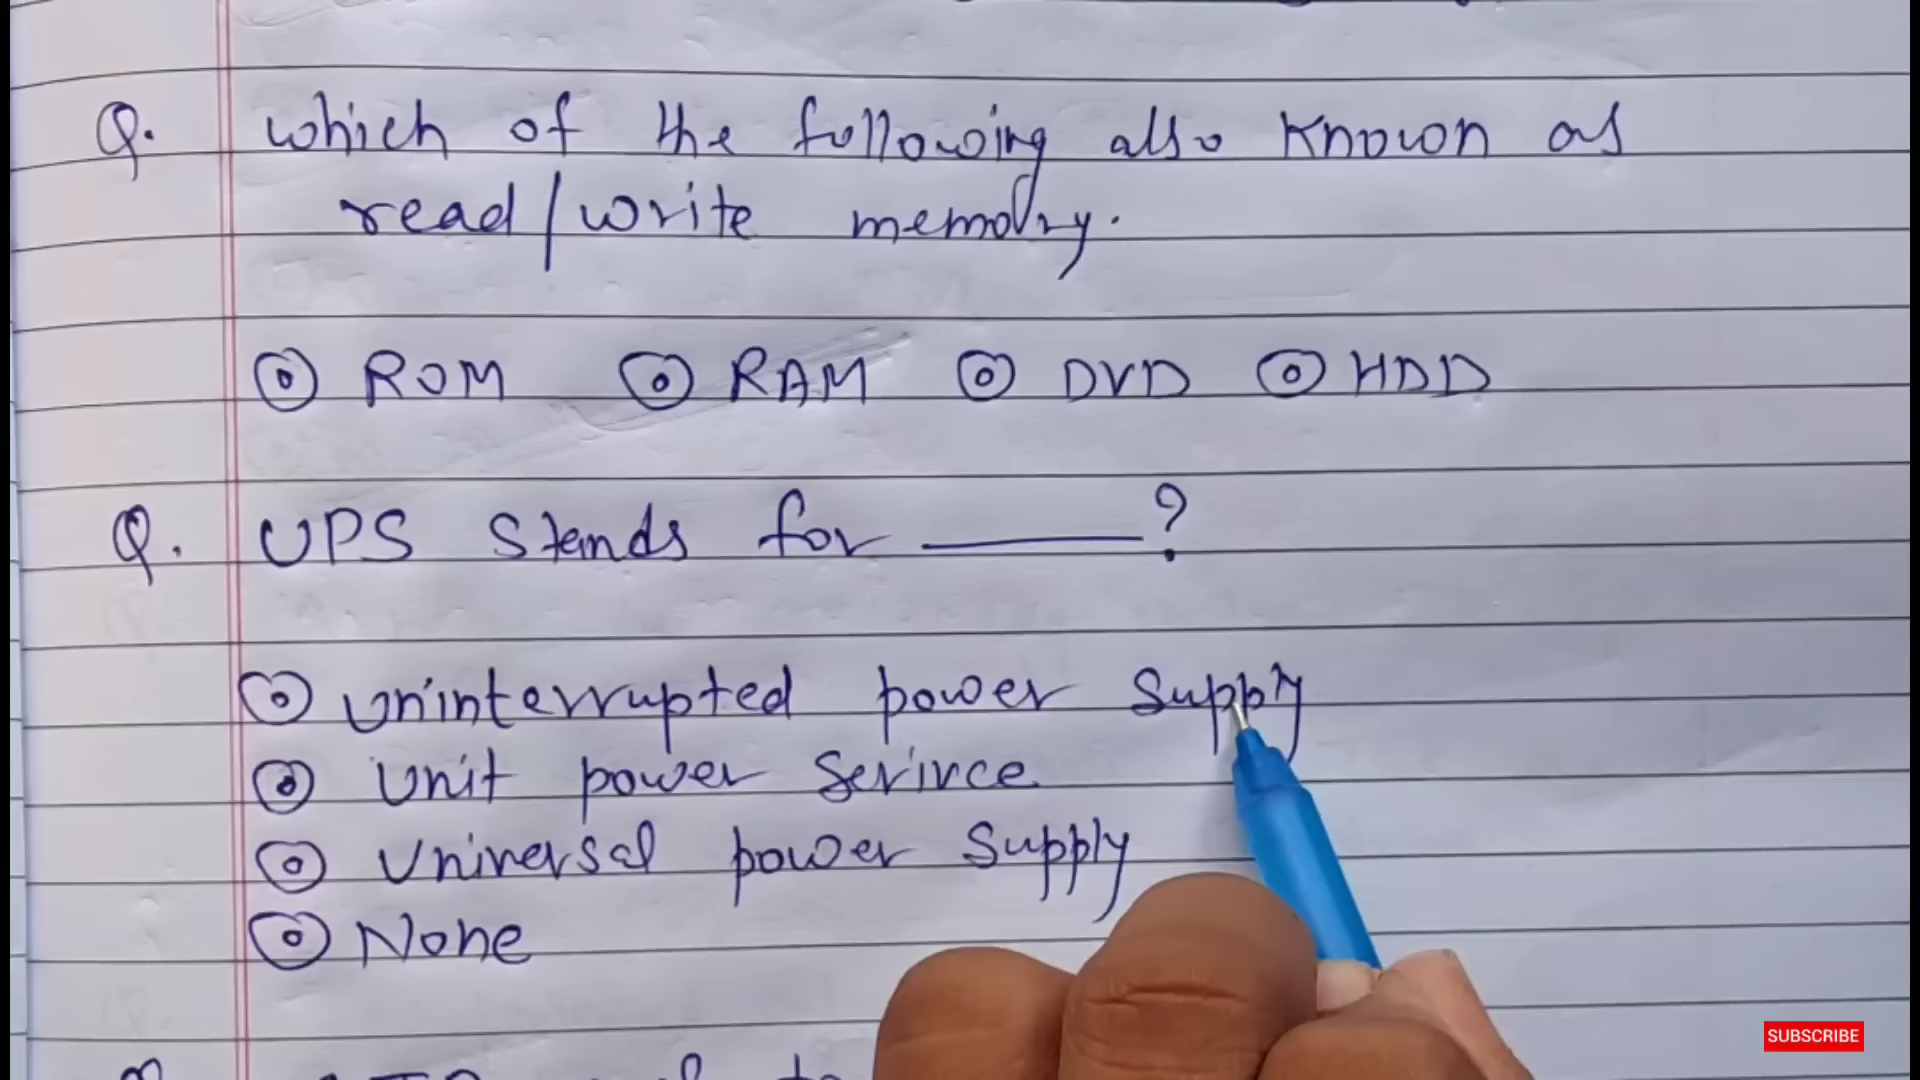 Q. which of the following also known as
read/write memory.
ROM RAM DVD HDD
Q. UPS stands for ——— ?
Uninterrupted power supply
Unit power Serivce
Universal power supply
None
SUBSCRIBE